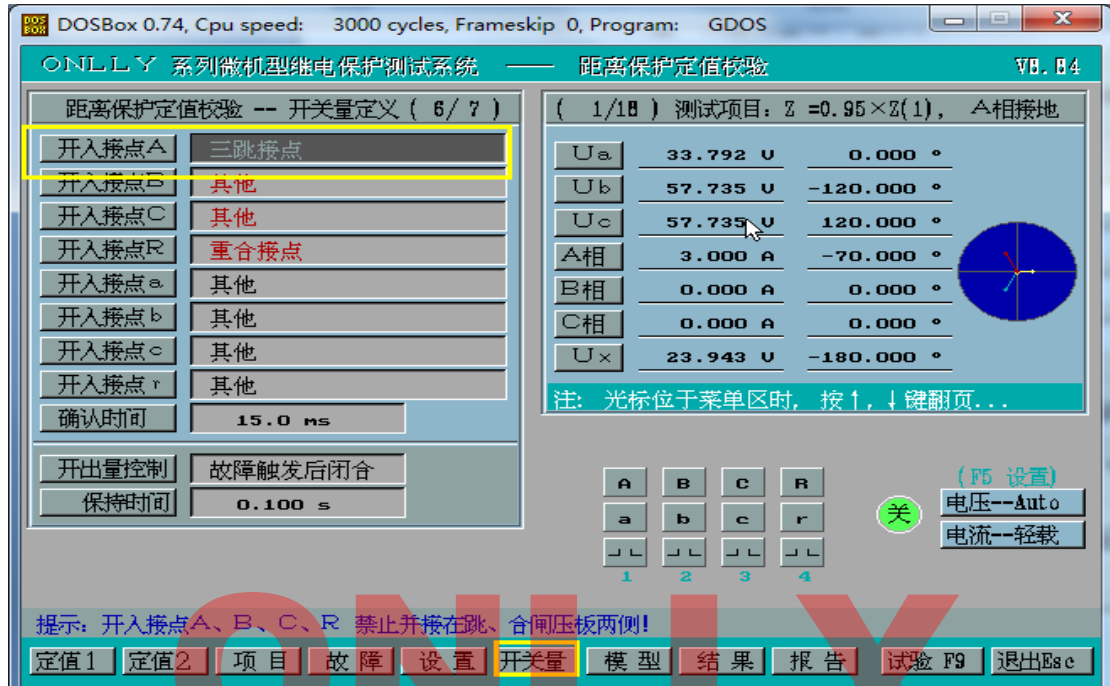 DOSBox 0.74, Cpu speed: 3000 cycles, Frameskip 0, Program: GDOS
ONLLY 系列微机型继电保护测试系统 —— 距离保护定值校验 V8.04
距离保护定值校验 -- 开关量定义 ( 6/ 7 )
开入接点A 三跳接点
开入接点B 其他
开入接点C 其他
开入接点R 重合接点
开入接点a 其他
开入接点b 其他
开入接点c 其他
开入接点r 其他
确认时间 15.0 ms
开出量控制 故障触发后闭合
保持时间 0.100 s
( 1/18 ) 测试项目: Z =0.95×Z(1), A相接地
Ua 33.792 V 0.000 °
Ub 57.735 V -120.000 °
Uc 57.735 V 120.000 °
A相 3.000 A -70.000 °
B相 0.000 A 0.000 °
C相 0.000 A 0.000 °
Ux 23.943 V -180.000 °
注: 光标位于菜单区时, 按↑,↓键翻页...
A B C R
a b c r
1 2 3 4
关
(F5 设置)
电压--Auto
电流--轻载
提示: 开入接点A、B、C、R 禁止并接在跳、合闸压板两侧!
定值1 定值2 项目 故障 设置 开关量 模型 结果 报告 试验 F9 退出Esc
ONLLY